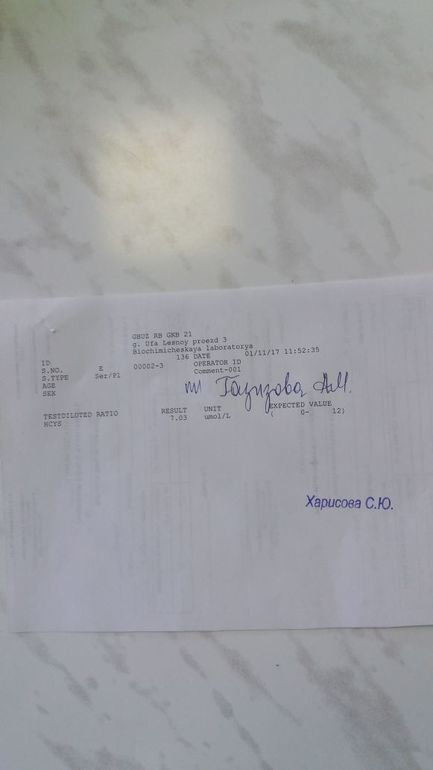 GBUZ RB GKB 21
g. Ufa Lesnoy proezd 3
Biochimicheskaya laboratorya
ID 136 DATE 01/11/17 11:52:35
S.NO. E 00002-3 OPERATOR ID
S.TYPE Ser/Pl Comment-001
AGE
SEX
Газизова А.М.
TESTDILUTED RATIO RESULT UNIT EXPECTED VALUE
HCYS 7.03 umol/L ( 0- 12)
Харисова С.Ю.